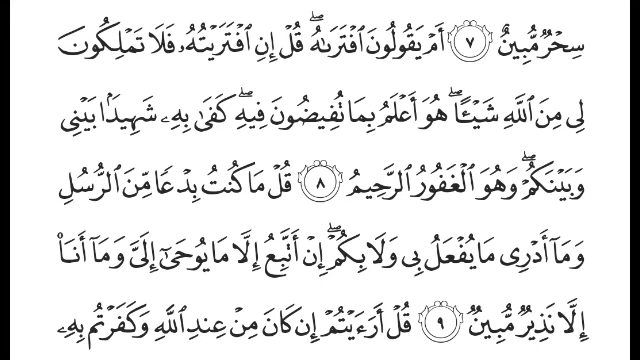 سِحْرٌ مُّبِينٌ ٧ أَمْ يَقُولُونَ ٱفْتَرَىٰهُ ۖ قُلْ إِنِ ٱفْتَرَيْتُهُۥ فَلَا تَمْلِكُونَ
لِى مِنَ ٱللَّهِ شَيْـًٔا ۖ هُوَ أَعْلَمُ بِمَا تُفِيضُونَ فِيهِ ۖ كَفَىٰ بِهِۦ شَهِيدًۢا بَيْنِى
وَبَيْنَكُمْ ۖ وَهُوَ ٱلْغَفُورُ ٱلرَّحِيمُ ٨ قُلْ مَا كُنتُ بِدْعًا مِّنَ ٱلرُّسُلِ
وَمَآ أَدْرِى مَا يُفْعَلُ بِى وَلَا بِكُمْ ۖ إِنْ أَتَّبِعُ إِلَّا مَا يُوحَىٰٓ إِلَىَّ وَمَآ أَنَا۠
إِلَّا نَذِيرٌ مُّبِينٌ ٩ قُلْ أَرَءَيْتُمْ إِن كَانَ مِنْ عِندِ ٱللَّهِ وَكَفَرْتُم بِهِۦ